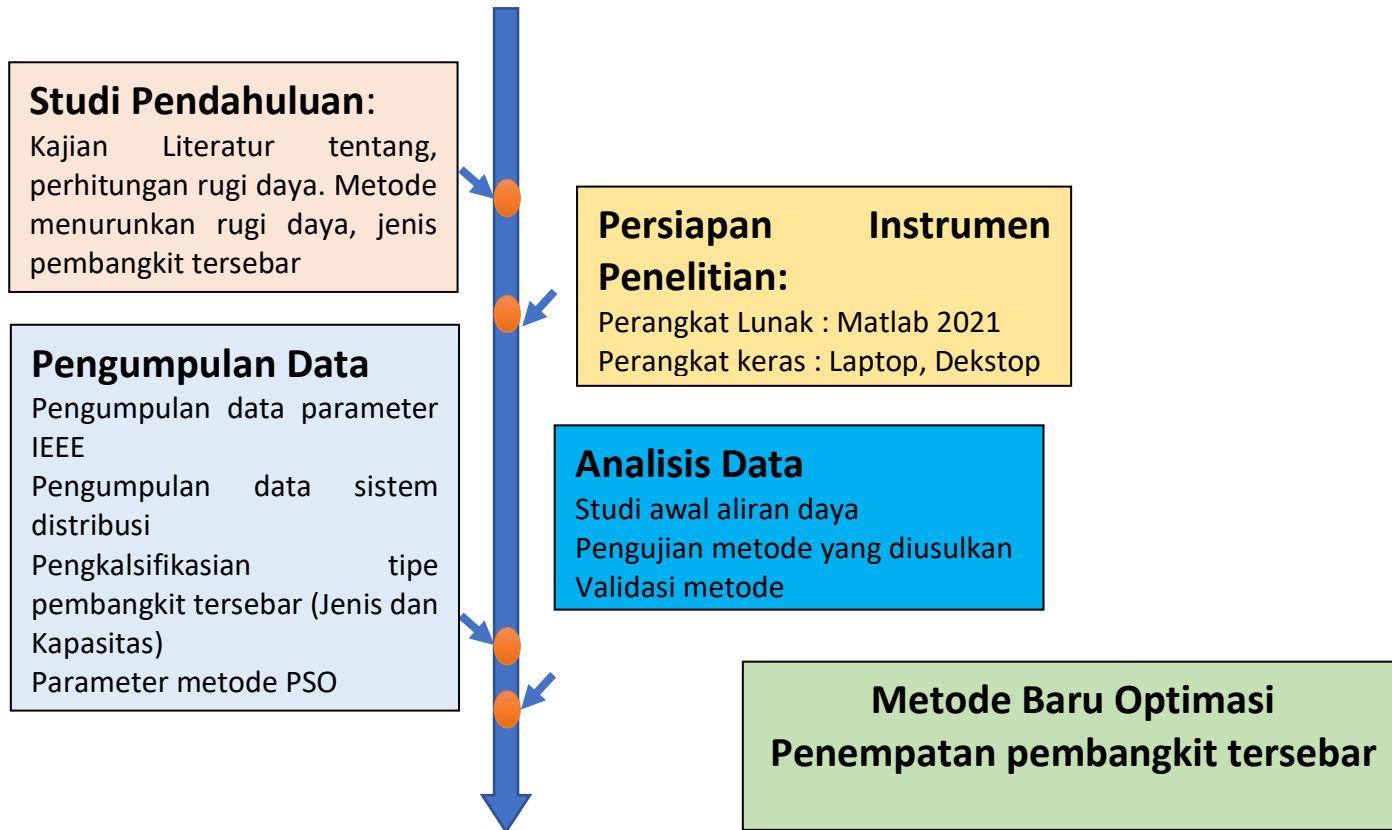 Studi Pendahuluan:
Kajian Literatur tentang,
perhitungan rugi daya. Metode
menurunkan rugi daya, jenis
pembangkit tersebar
Persiapan Instrumen
Penelitian:
Perangkat Lunak : Matlab 2021
Perangkat keras : Laptop, Dekstop
Pengumpulan Data
Pengumpulan data parameter
IEEE
Pengumpulan data sistem
distribusi
Pengkalsifikasian tipe
pembangkit tersebar (Jenis dan
Kapasitas)
Parameter metode PSO
Analisis Data
Studi awal aliran daya
Pengujian metode yang diusulkan
Validasi metode
Metode Baru Optimasi
Penempatan pembangkit tersebar